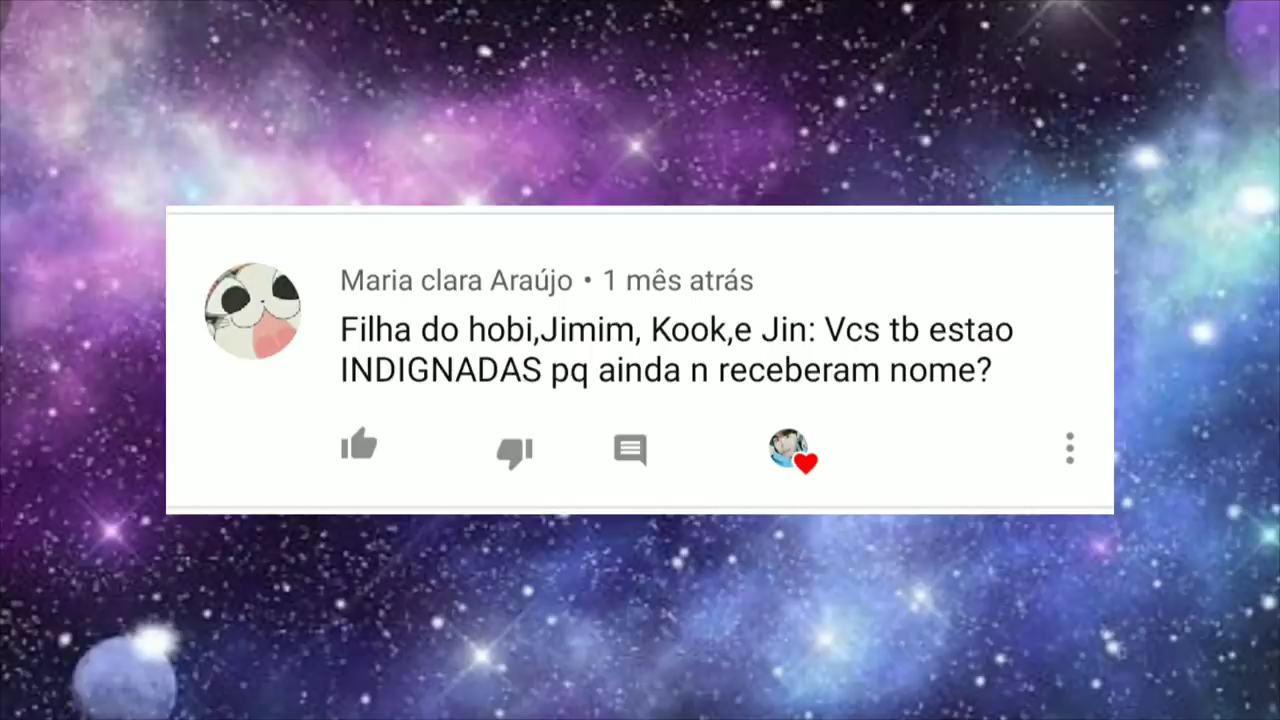 Maria clara Araújo • 1 mês atrás
Filha do hobi,Jimim, Kook,e Jin: Vcs tb estao
INDIGNADAS pq ainda n receberam nome?